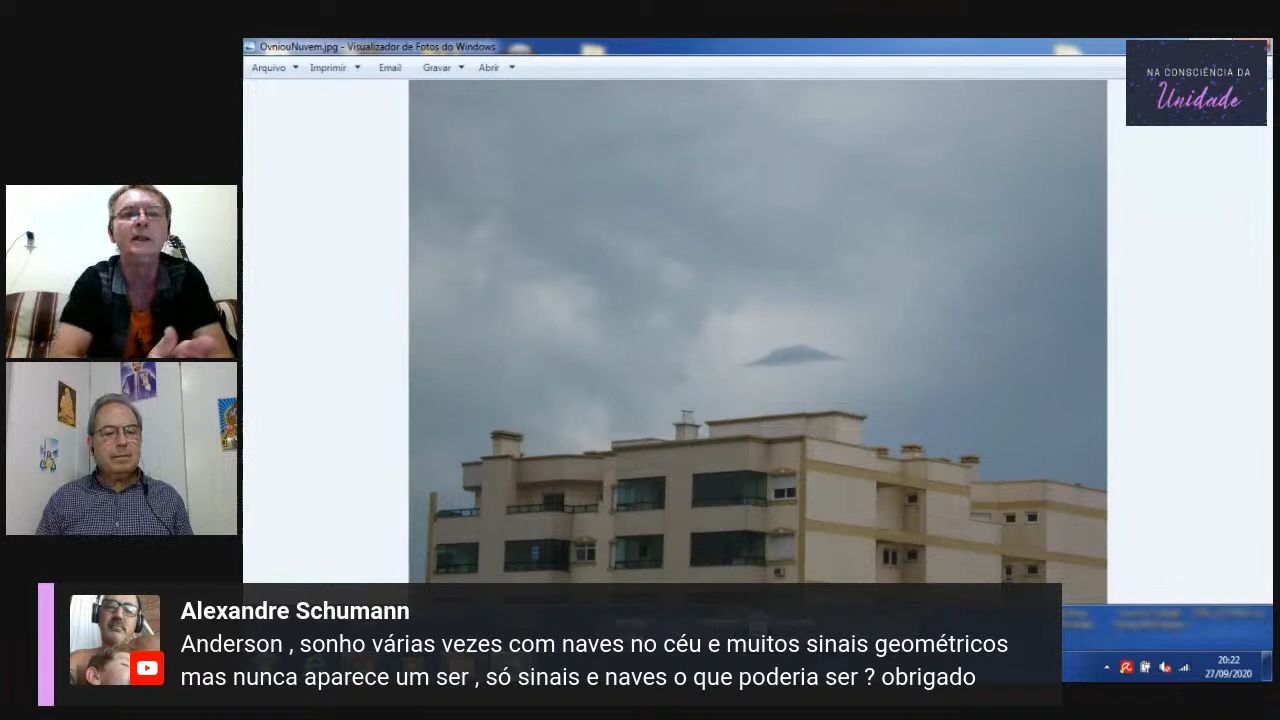 OvniouNuvem.jpg - Visualizador de Fotos do Windows
Arquivo Imprimir Email Gravar Abrir
NA CONSCIÊNCIA DA
Unidade
Alexandre Schumann
Anderson , sonho várias vezes com naves no céu e muitos sinais geométricos
mas nunca aparece um ser , só sinais e naves o que poderia ser ? obrigado
20:22
27/09/2020